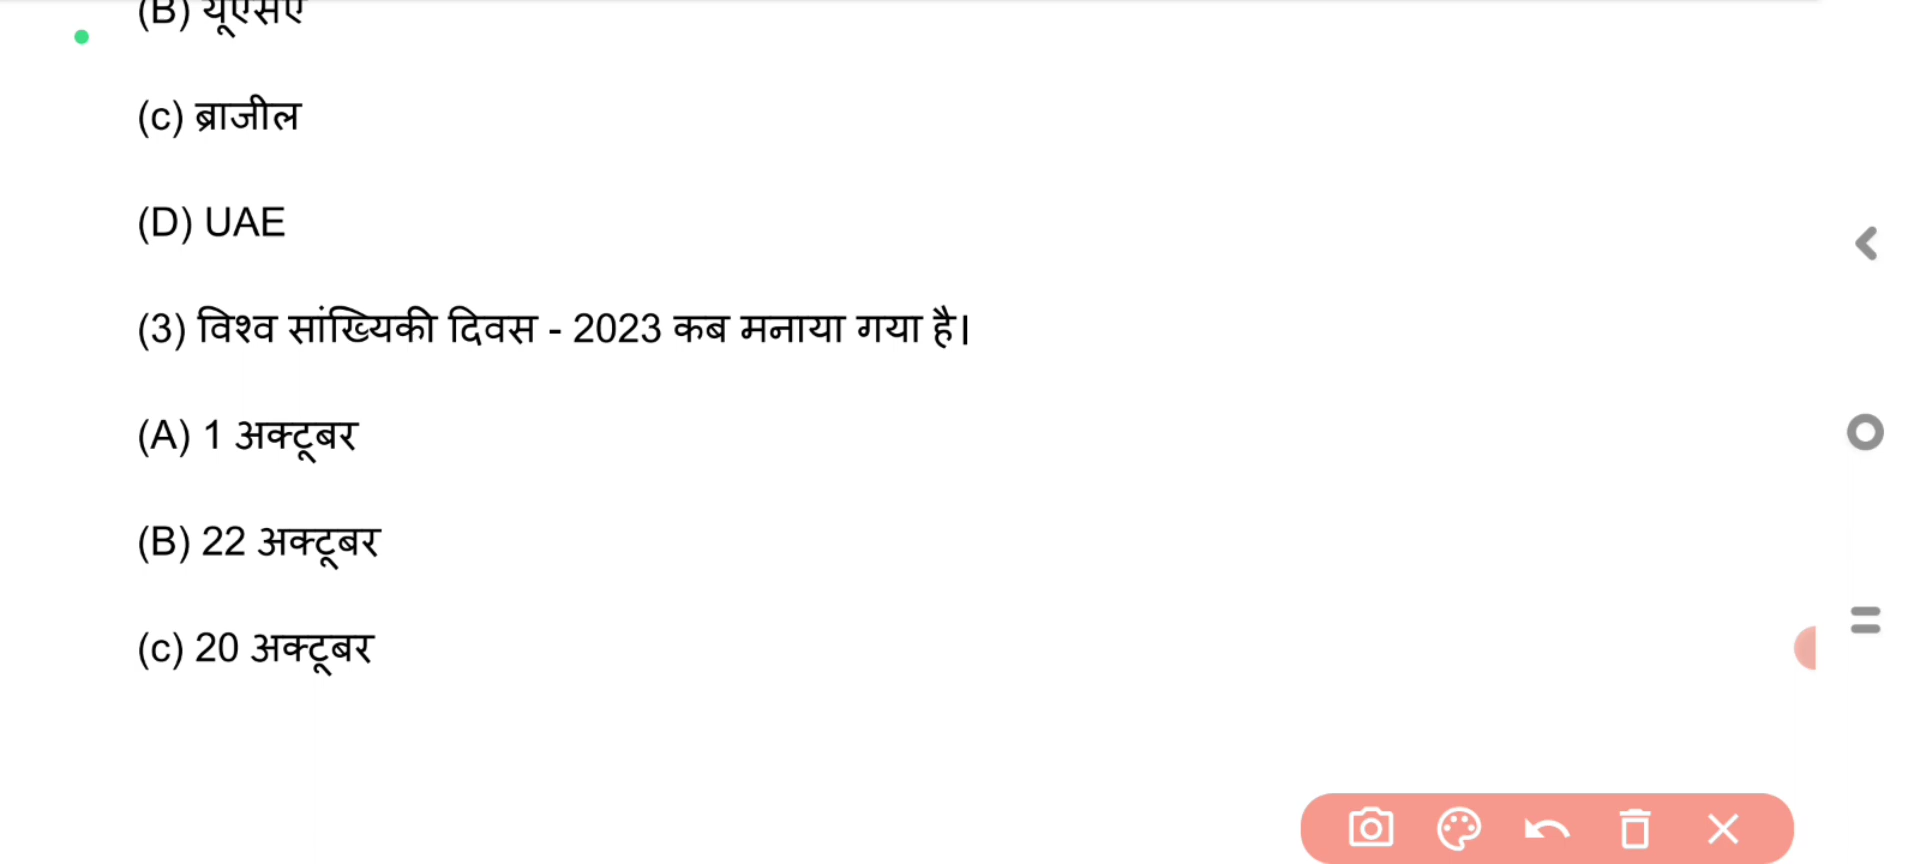 (B) यूएसए
(c) ब्राजील
(D) UAE
(3) विश्व सांख्यिकी दिवस - 2023 कब मनाया गया है।
(A) 1 अक्टूबर
(B) 22 अक्टूबर
(c) 20 अक्टूबर